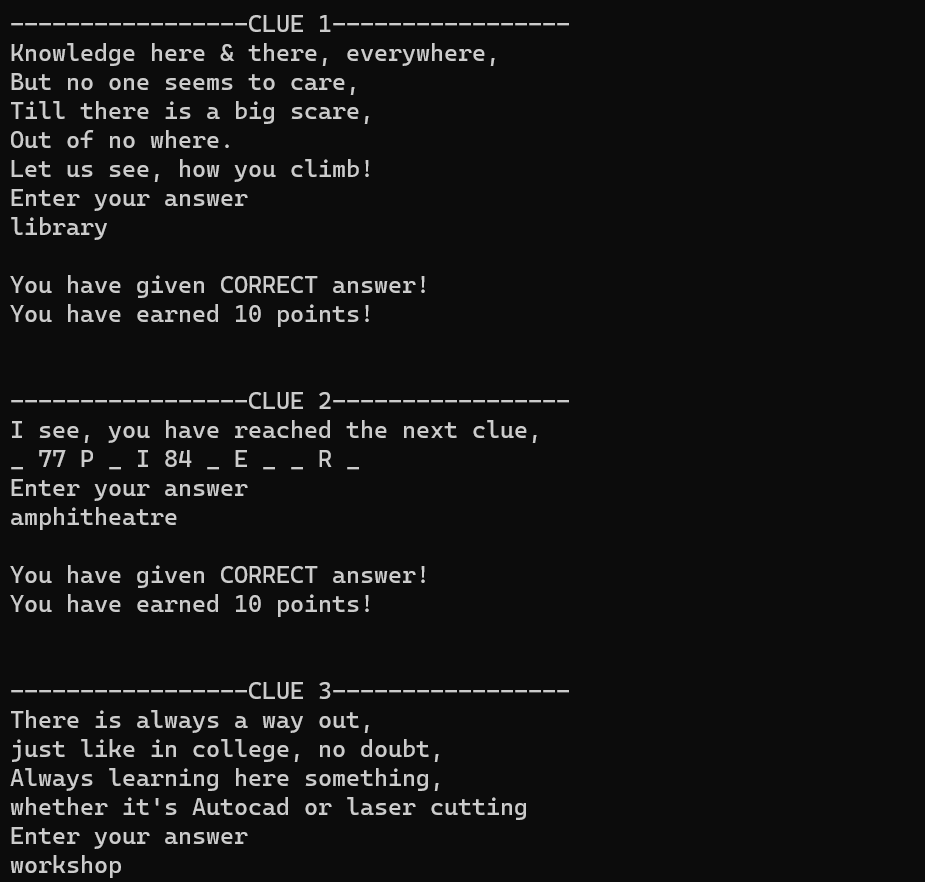 -----------------CLUE 1-----------------
Knowledge here & there, everywhere,
But no one seems to care,
Till there is a big scare,
Out of no where.
Let us see, how you climb!
Enter your answer
library
You have given CORRECT answer!
You have earned 10 points!
-----------------CLUE 2-----------------
I see, you have reached the next clue,
_ 77 P _ I 84 _ E _ _ R _
Enter your answer
amphitheatre
You have given CORRECT answer!
You have earned 10 points!
-----------------CLUE 3-----------------
There is always a way out,
just like in college, no doubt,
Always learning here something,
whether it's Autocad or laser cutting
Enter your answer
workshop